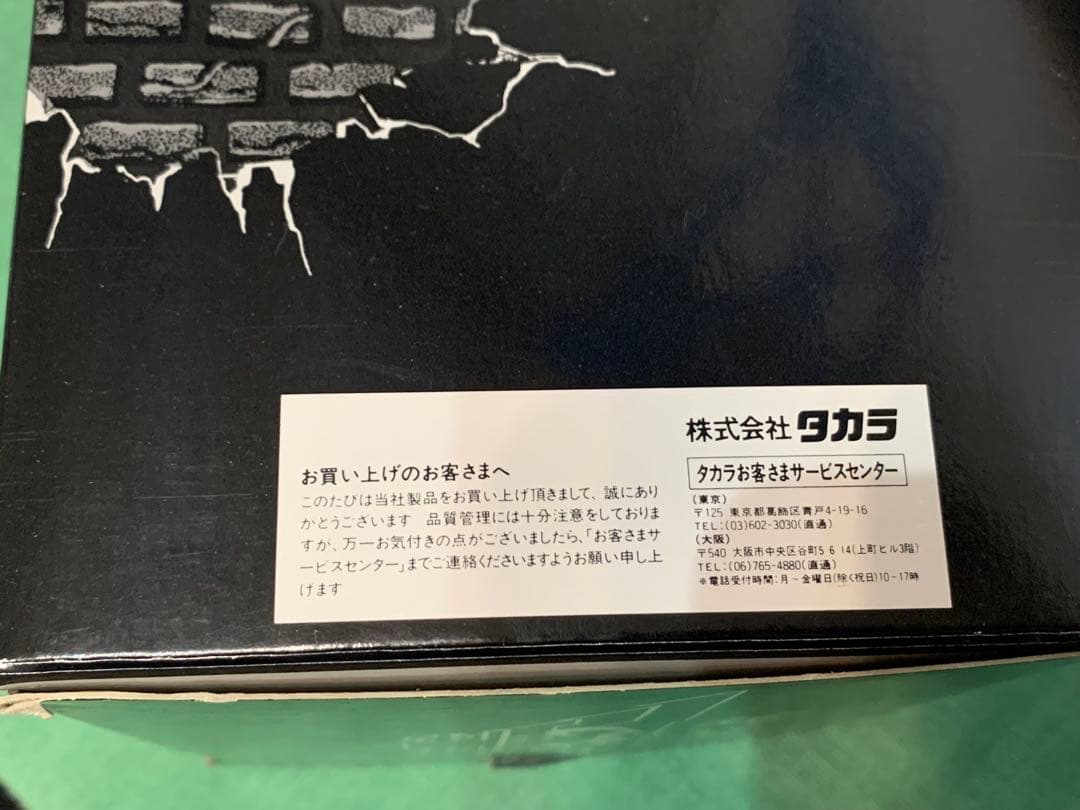 お買い上げのお客さまへ
このたびは当社製品をお買い上げ頂きまして、誠にあり
かとうございます 品質管理には十分注意をしておりま
すが、万一お気付きの点がございましたら、「お客さまサ
ービスセンター」までご連絡くださいますようお願い申し上
げます
株式会社タカラ
タカラお客さまサービスセンター
(東京)
〒125 東京都葛飾区青戸4-19-16
TEL:(03)602-3030(直通)
(大阪)
〒540 大阪市中央区谷町5 6 14(上町ビル3階)
TEL:(06)765-4880(直通)
※電話受付時間:月~金曜日(除く祝日)10-17時